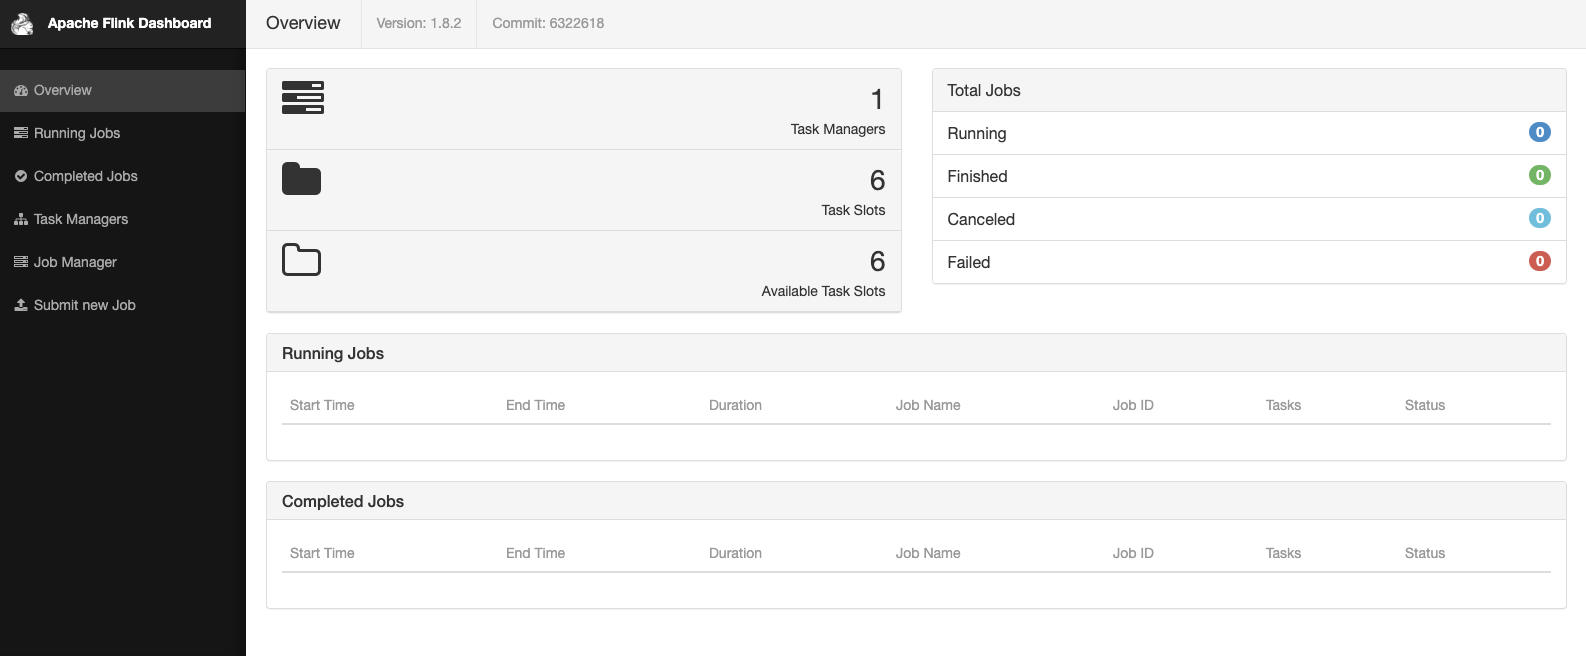 Apache Flink Dashboard
Overview
Running Jobs
Completed Jobs
Task Managers
Job Manager
Submit new Job
Overview Version: 1.8.2 Commit: 6322618
1
Task Managers
6
Task Slots
6
Available Task Slots
Total Jobs
Running 0
Finished 0
Canceled 0
Failed 0
Running Jobs
Start Time End Time Duration Job Name Job ID Tasks Status
Completed Jobs
Start Time End Time Duration Job Name Job ID Tasks Status